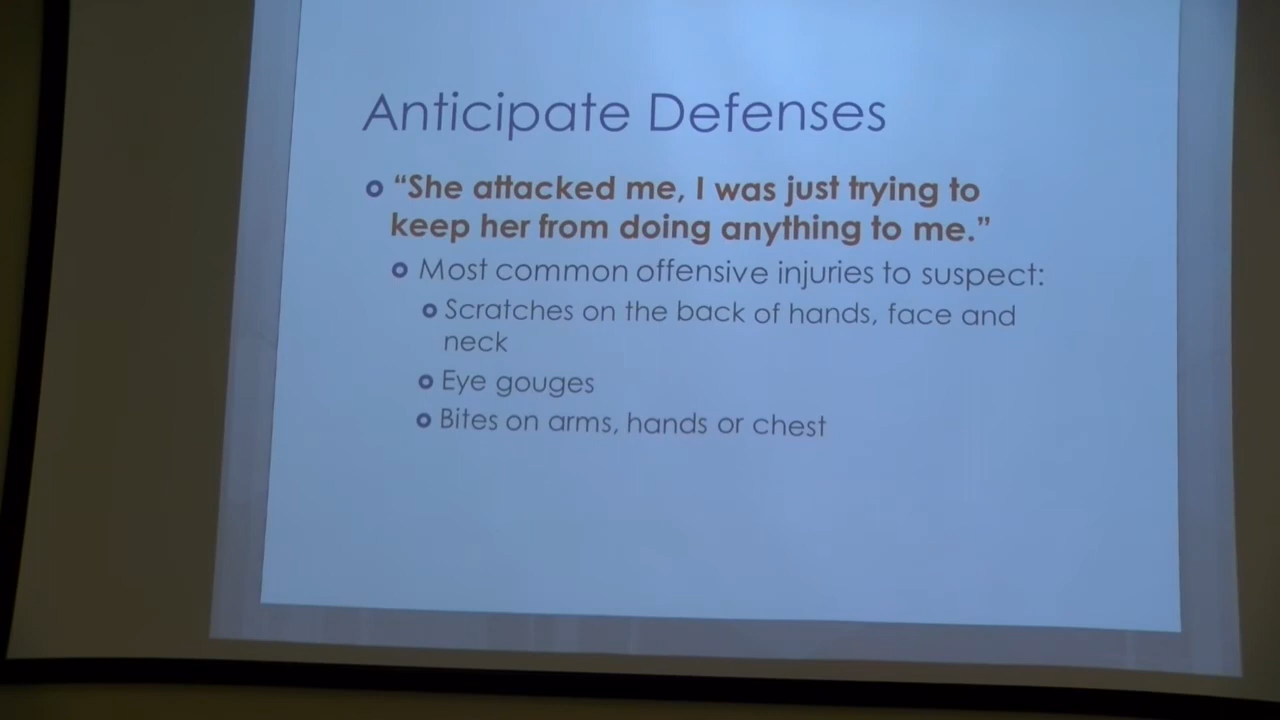 Anticipate Defenses
“She attacked me, I was just trying to
keep her from doing anything to me.”
Most common offensive injuries to suspect:
Scratches on the back of hands, face and
neck
Eye gouges
Bites on arms, hands or chest